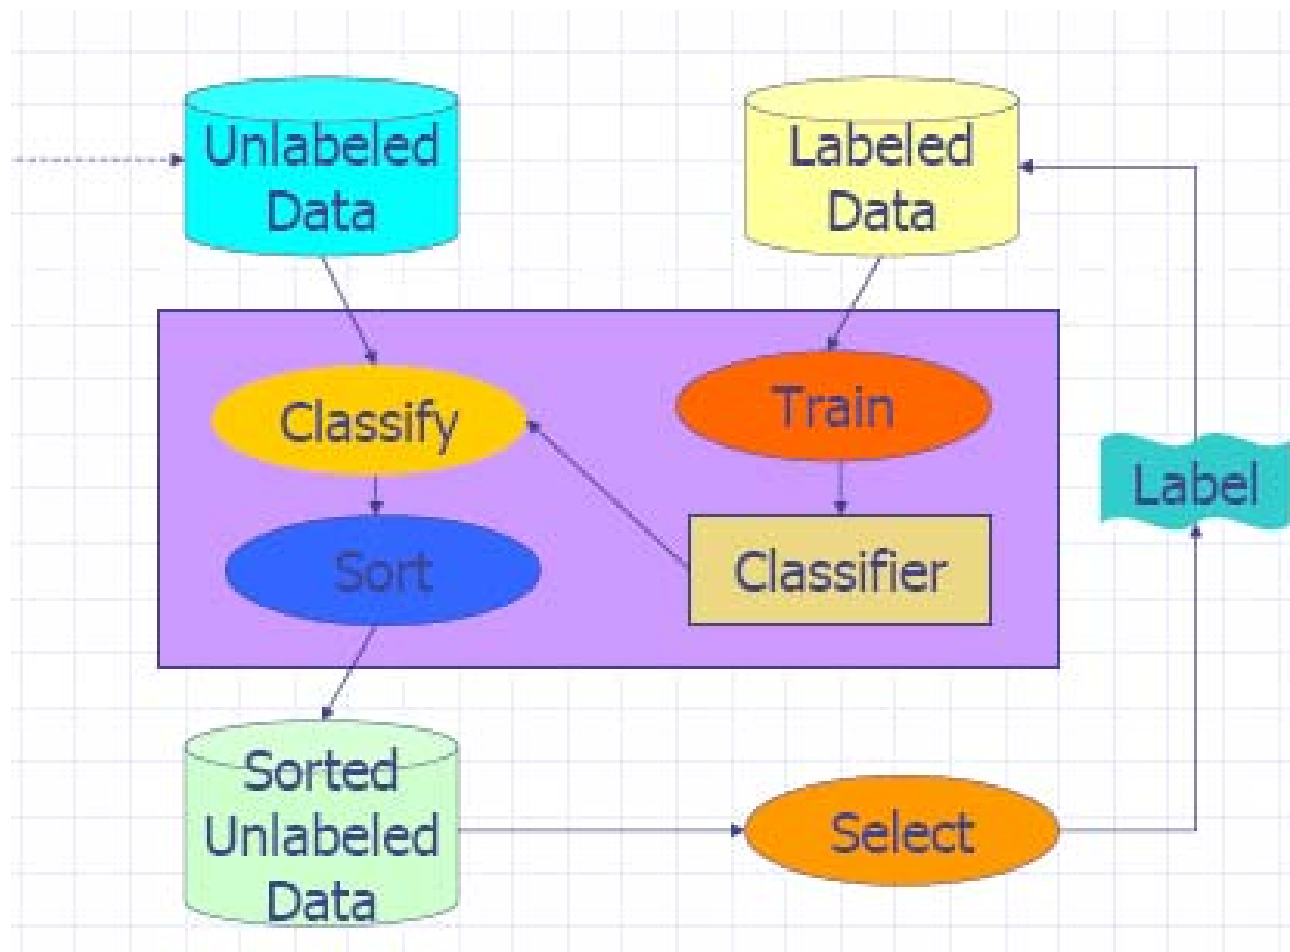 Unlabeled
Data
Labeled
Data
Classify
Train
Label
Sort
Classifier
Sorted
Unlabeled
Data
Select